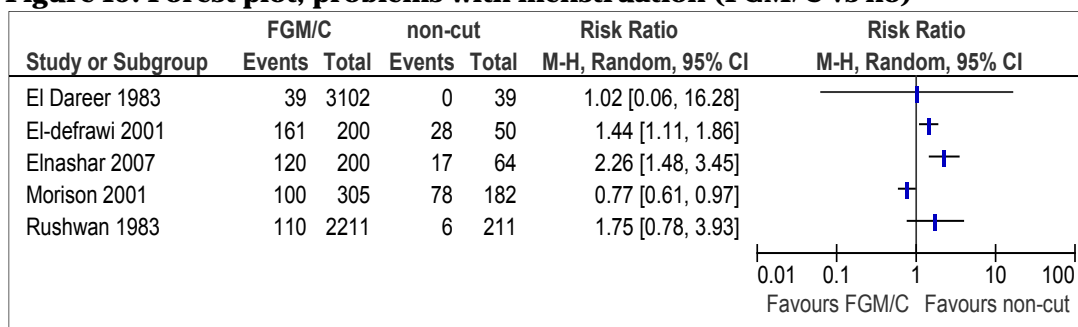 Figure Forest plot, problems with menstruation (FGM/C vs no)
FGM/C non-cut Risk Ratio Risk Ratio
Study or Subgroup Events Total Events Total M-H, Random, 95% CI M-H, Random, 95% CI
El Dareer 1983 39 3102 0 39 1.02 [0.06, 16.28]
El-defrawi 2001 161 200 28 50 1.44 [1.11, 1.86]
Elnashar 2007 120 200 17 64 2.26 [1.48, 3.45]
Morison 2001 100 305 78 182 0.77 [0.61, 0.97]
Rushwan 1983 110 2211 6 211 1.75 [0.78, 3.93]
0.01 0.1 1 10 100
Favours FGM/C Favours non-cut